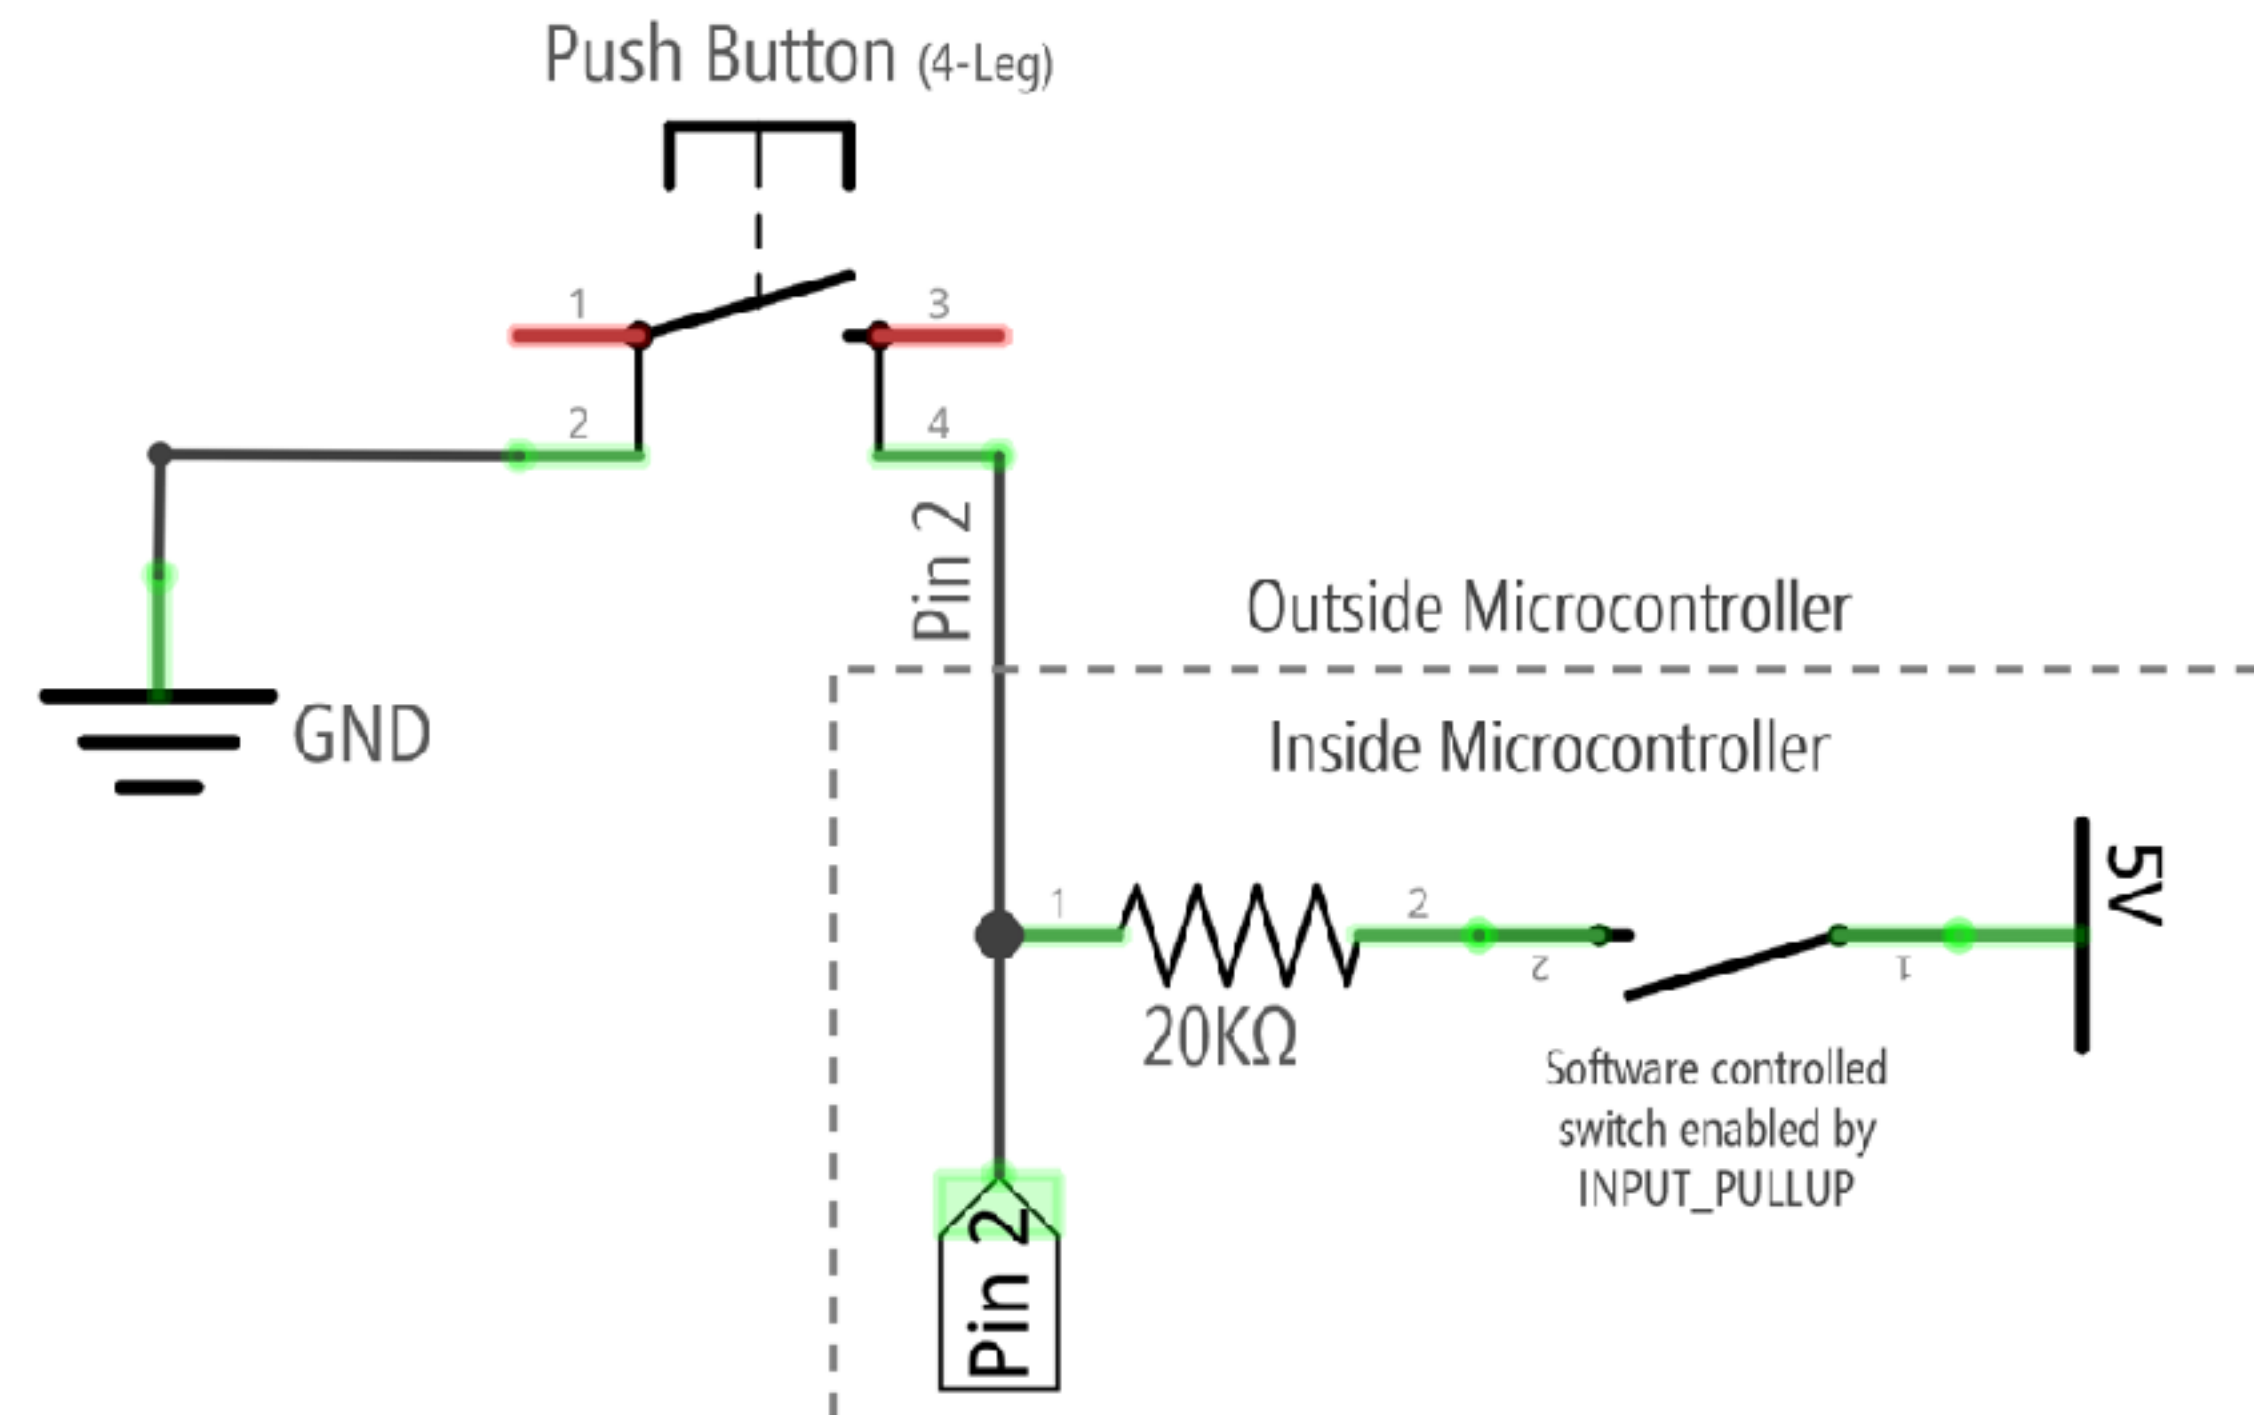 Push Button (4-Leg)
1
3
2
4
Pin 2
Outside Microcontroller
GND
Inside Microcontroller
5V
1
2
2
1
20KΩ
Software controlled
switch enabled by
INPUT_PULLUP
Pin 2